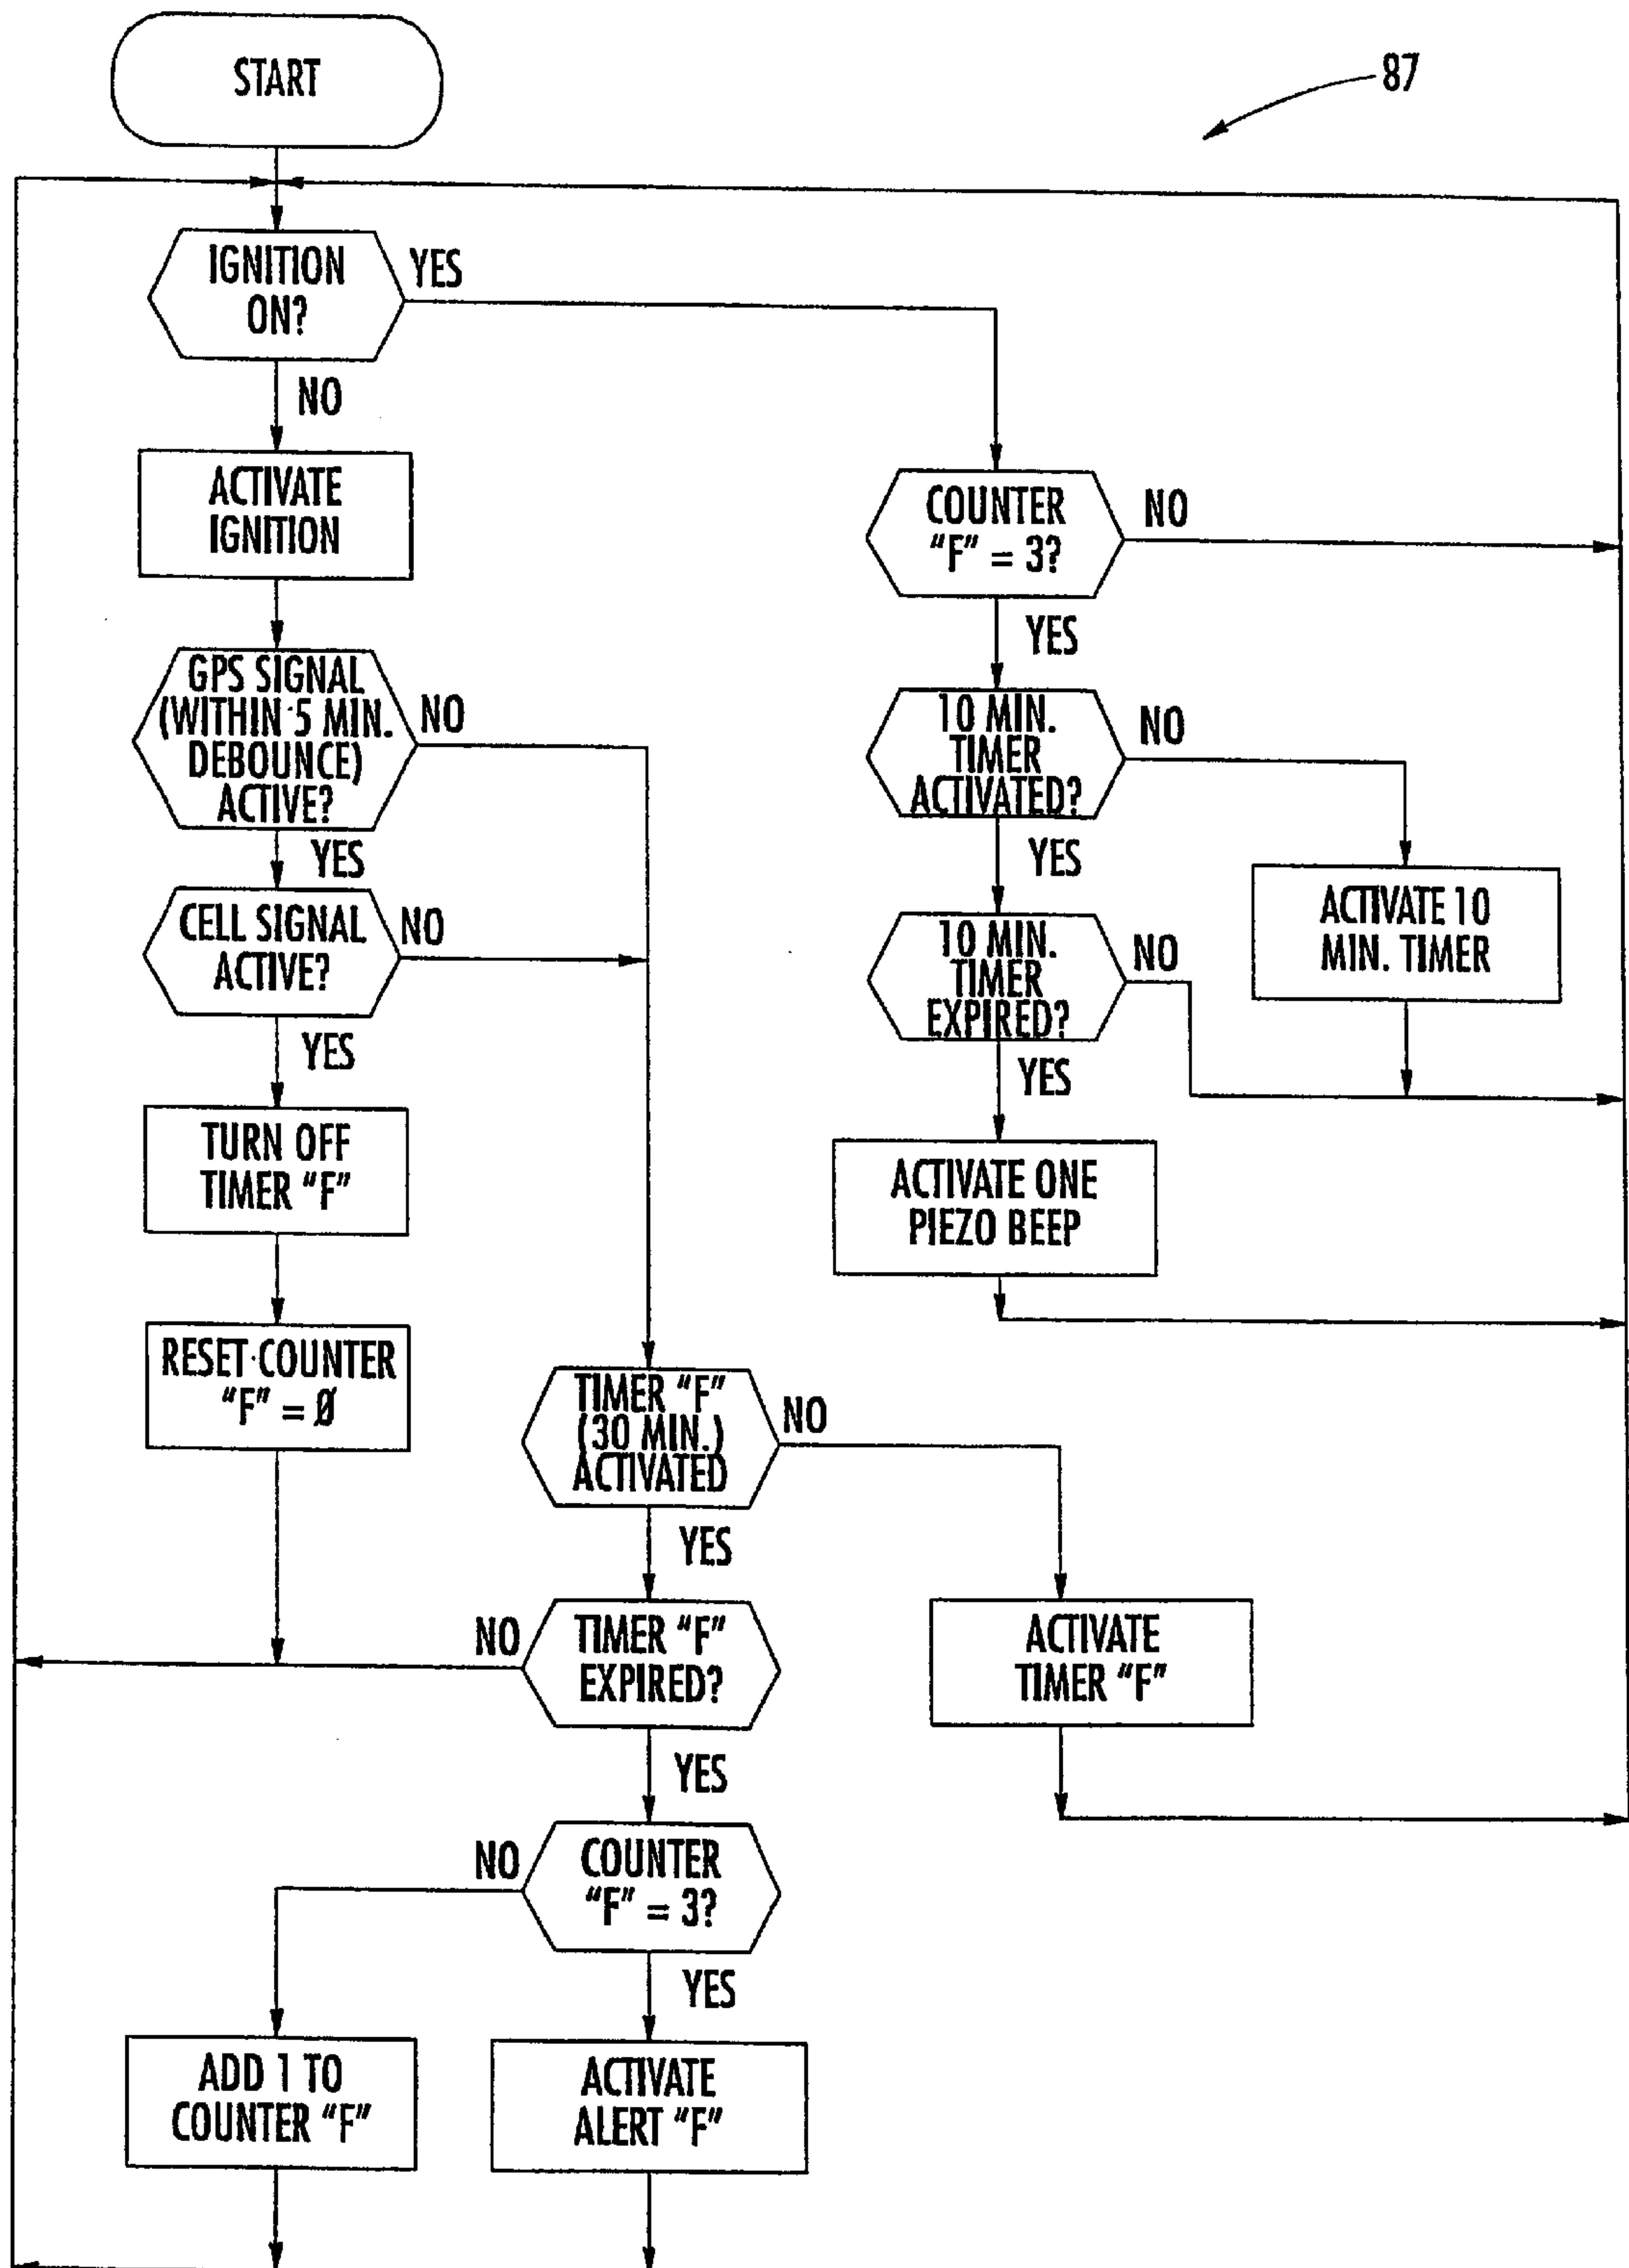 START
87
IGNITION
ON?
YES
NO
ACTIVATE
IGNITION
COUNTER
"F" = 3?
NO
YES
GPS SIGNAL
(WITHIN 5 MIN.
DEBOUNCE)
ACTIVE?
NO
YES
10 MIN.
TIMER
ACTIVATED?
NO
YES
ACTIVATE 10
MIN. TIMER
CELL SIGNAL
ACTIVE?
NO
YES
10 MIN.
TIMER
EXPIRED?
NO
YES
TURN OFF
TIMER "F"
ACTIVATE ONE
PIEZO BEEP
RESET COUNTER
"F" = Ø
TIMER "F"
(30 MIN.)
ACTIVATED
NO
YES
TIMER "F"
EXPIRED?
NO
YES
ACTIVATE
TIMER "F"
COUNTER
"F" = 3?
NO
YES
ADD 1 TO
COUNTER "F"
ACTIVATE
ALERT "F"